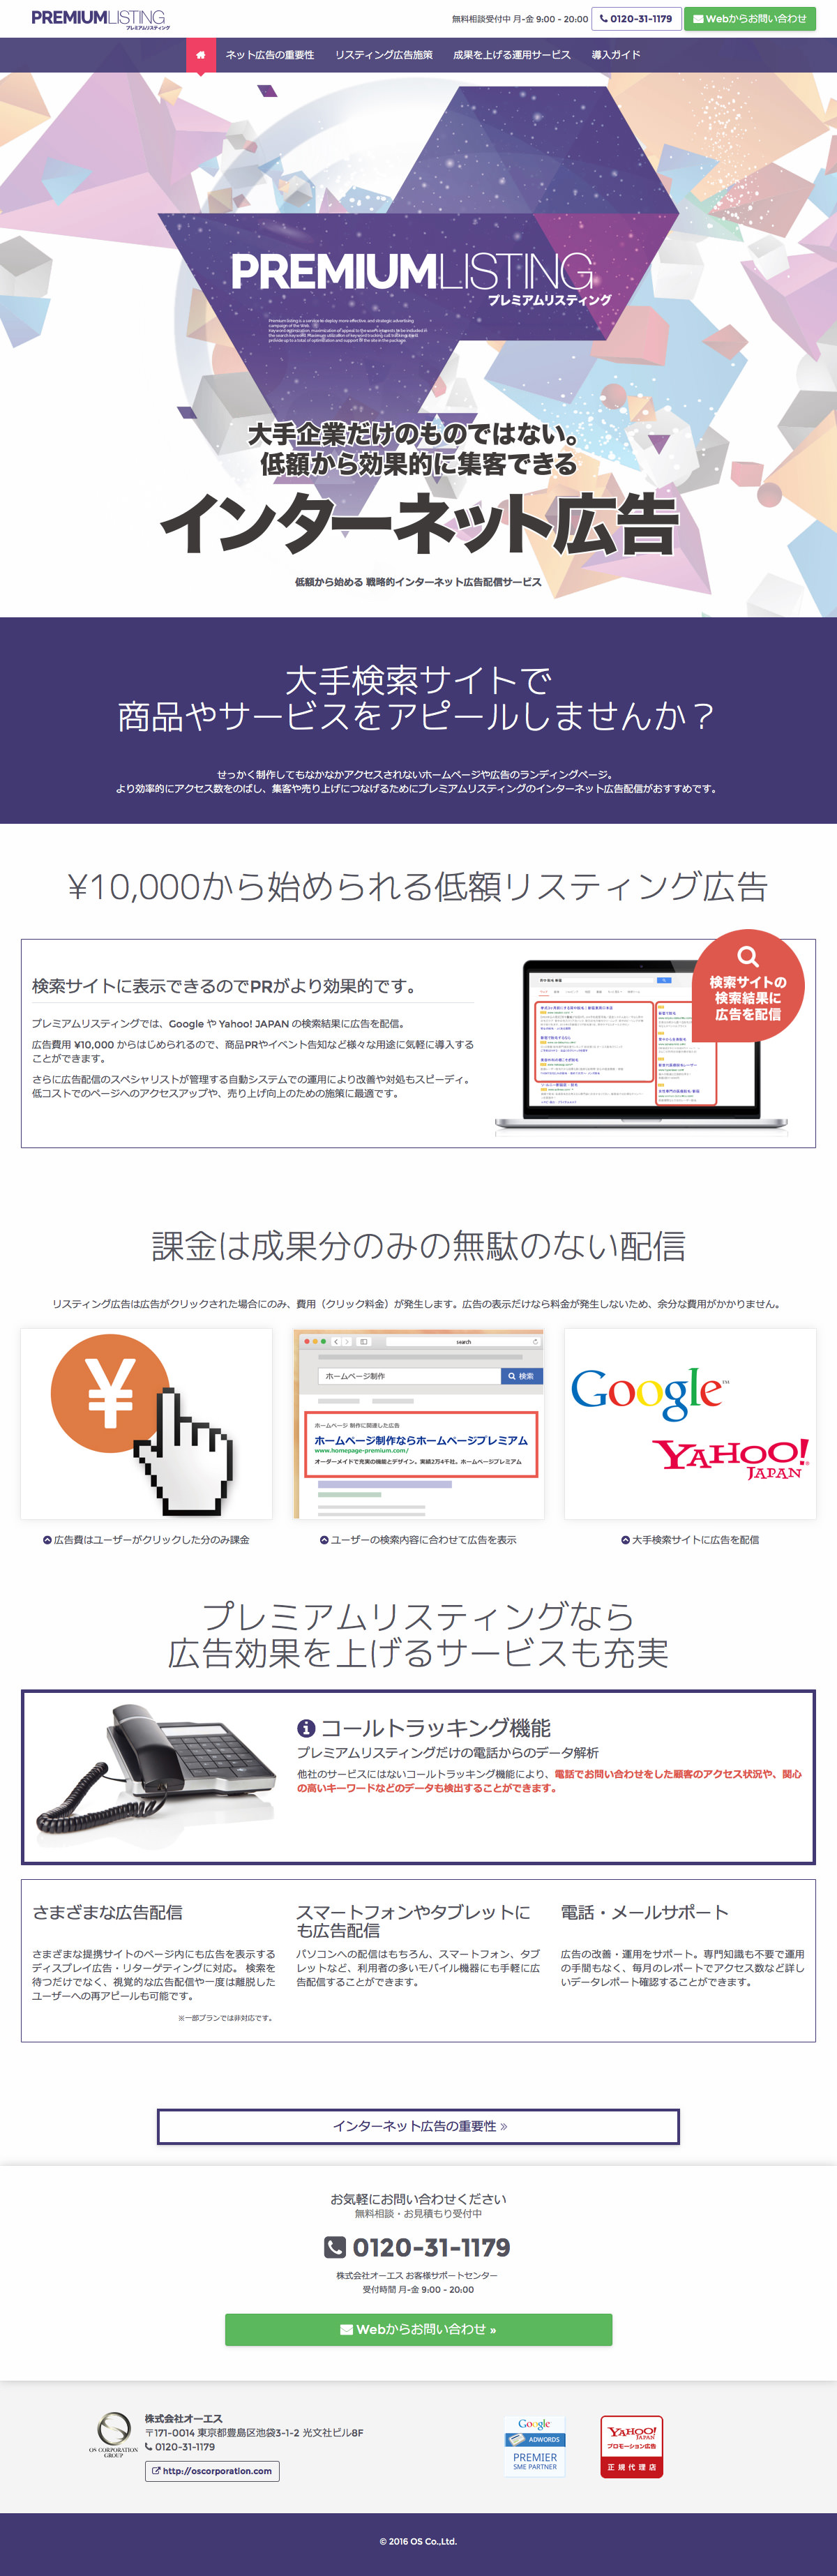 PREMIUMLISTING
プレミアムリスティング
無料相談受付中 月-金 9:00 - 20:00
0120-31-1179
Webからお問い合わせ
ネット広告の重要性
リスティング広告施策
成果を上げる運用サービス
導入ガイド
PREMIUMLISTING
プレミアムリスティング
大手企業だけのものではない。
低額から効果的に集客できる
インターネット広告
低額から始める 戦略的インターネット広告配信サービス
大手検索サイトで
商品やサービスをアピールしませんか？
せっかく制作してもなかなかアクセスされないホームページや広告のランディングページ。
より効率的にアクセス数をのばし、集客や売り上げにつなげるためにプレミアムリスティングのインターネット広告配信がおすすめです。
¥10,000から始められる低額リスティング広告
検索サイトに表示できるのでPRがより効果的です。
プレミアムリスティングでは、Google や Yahoo! JAPAN の検索結果に広告を配信。
広告費用 ¥10,000 からはじめられるので、商品PRやイベント告知など様々な用途に気軽に導入する
ことができます。
さらに広告配信のスペシャリストが管理する自動システムでの運用により改善や対処もスピーディ。
低コストでのページへのアクセスアップや、売り上げ向上のための施策に最適です。
検索サイトの
検索結果に
広告を配信
課金は成果分のみの無駄のない配信
リスティング広告は広告がクリックされた場合にのみ、費用（クリック料金）が発生します。広告の表示だけなら料金が発生しないため、余分な費用がかかりません。
¥
search
ホームページ制作
検索
ホームページ 制作に関連した広告
ホームページ制作ならホームページプレミアム
www.homepage-premium.com/
オーダーメイドで充実の機能とデザイン。実績2万4千社。ホームページプレミアム
Google™
YAHOO!
JAPAN
広告費はユーザーがクリックした分のみ課金
ユーザーの検索内容に合わせて広告を表示
大手検索サイトに広告を配信
プレミアムリスティングなら
広告効果を上げるサービスも充実
コールトラッキング機能
プレミアムリスティングだけの電話からのデータ解析
他社のサービスにはないコールトラッキング機能により、電話でお問い合わせをした顧客のアクセス状況や、関心
の高いキーワードなどのデータも検出することができます。
さまざまな広告配信
さまざまな提携サイトのページ内にも広告を表示する
ディスプレイ広告・リターゲティングに対応。 検索を
待つだけでなく、視覚的な広告配信や一度は離脱した
ユーザーへの再アピールも可能です。
※一部プランでは非対応です。
スマートフォンやタブレットに
も広告配信
パソコンへの配信はもちろん、スマートフォン、タブ
レットなど、利用者の多いモバイル機器にも手軽に広
告配信することができます。
電話・メールサポート
広告の改善・運用をサポート。専門知識も不要で運用
の手間もなく、毎月のレポートでアクセス数など詳し
いデータレポート確認することができます。
インターネット広告の重要性 »
お気軽にお問い合わせください
無料相談・お見積もり受付中
0120-31-1179
株式会社オーエス お客様サポートセンター
受付時間 月-金 9:00 - 20:00
Webからお問い合わせ »
OS CORPORATION
GROUP
株式会社オーエス
〒171-0014 東京都豊島区池袋3-1-2 光文社ビル8F
0120-31-1179
http://oscorporation.com
Google
ADWORDS
PREMIER
SME PARTNER
YAHOO!
JAPAN
プロモーション広告
正規代理店
© 2016 OS Co.,Ltd.